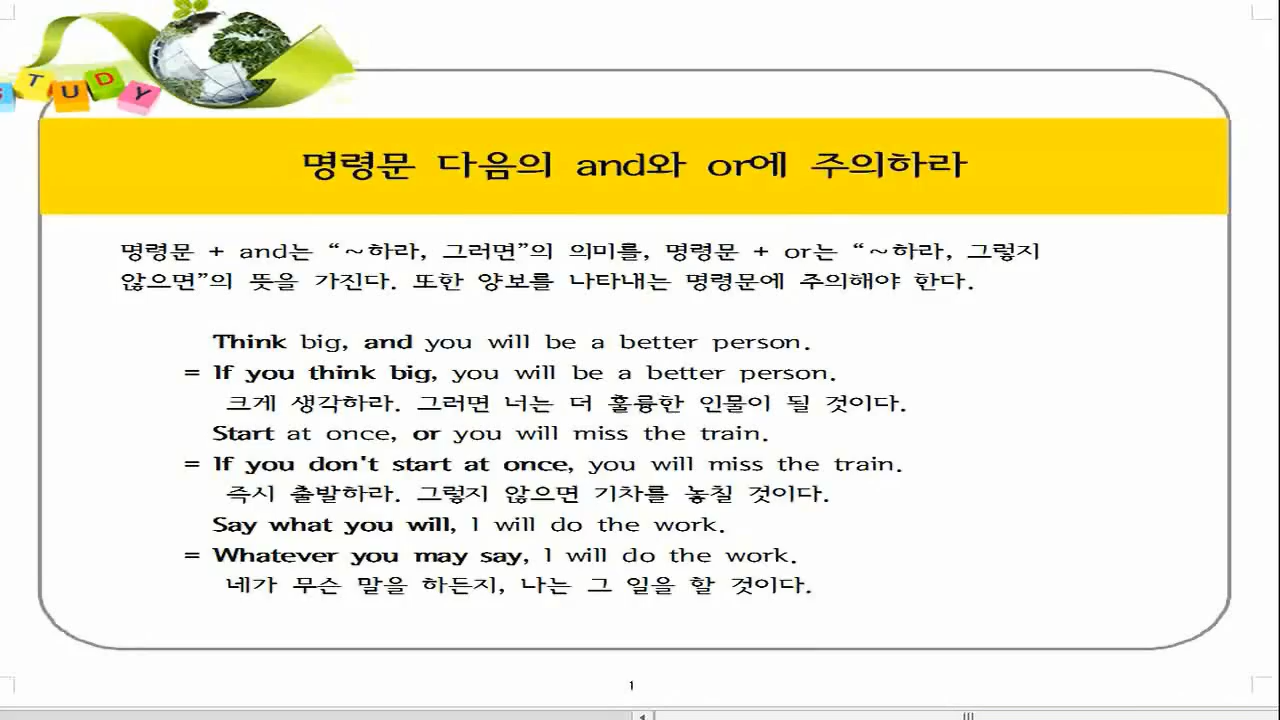 STUDY
명령문 다음의 and와 or에 주의하라
명령문 + and는 “~하라, 그러면”의 의미를, 명령문 + or는 “~하라, 그렇지
않으면”의 뜻을 가진다. 또한 양보를 나타내는 명령문에 주의해야 한다.
Think big, and you will be a better person.
= If you think big, you will be a better person.
크게 생각하라. 그러면 너는 더 훌륭한 인물이 될 것이다.
Start at once, or you will miss the train.
= If you don't start at once, you will miss the train.
즉시 출발하라. 그렇지 않으면 기차를 놓칠 것이다.
Say what you will, I will do the work.
= Whatever you may say, I will do the work.
네가 무슨 말을 하든지, 나는 그 일을 할 것이다.
1